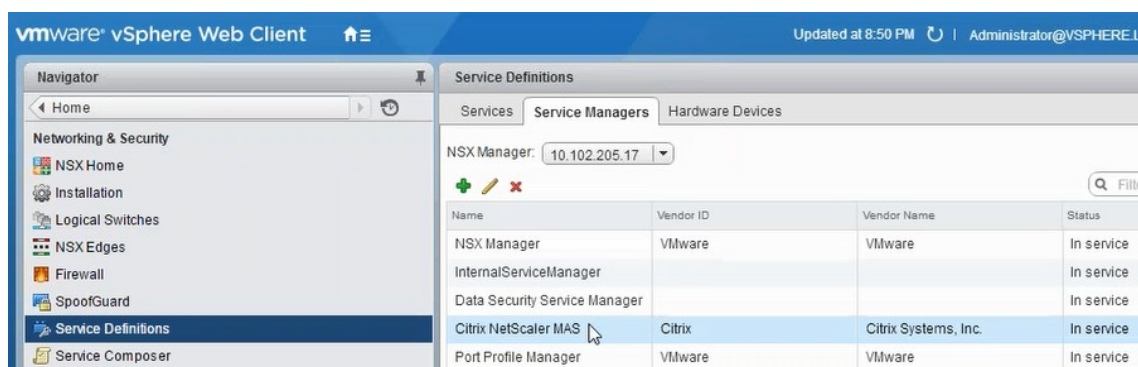 vmware® vSphere Web Client
Updated at 8:50 PM | Administrator@VSPHERE.L
Navigator
Home
Networking & Security
NSX Home
Installation
Logical Switches
NSX Edges
Firewall
SpoofGuard
Service Definitions
Service Composer
Service Definitions
Services Service Managers Hardware Devices
NSX Manager: 10.102.205.17
Filte
Name Vendor ID Vendor Name Status
NSX Manager VMware VMware In service
InternalServiceManager In service
Data Security Service Manager In service
Citrix NetScaler MAS Citrix Citrix Systems, Inc. In service
Port Profile Manager VMware VMware In service